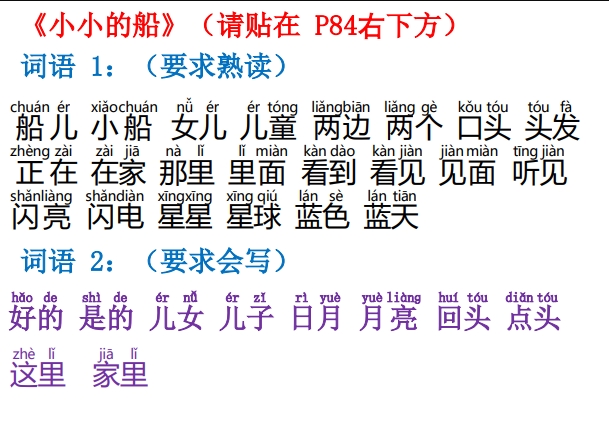 《小小的船》（请贴在 P84右下方）
词语 1：（要求熟读）
chuán ér xiǎochuán nǚ ér ér tóng liǎngbiān liǎng gè kǒu tóu tóu fà
船儿 小船 女儿 儿童 两边 两个 口头 头发
zhèng zài zài jiā nà lǐ lǐ miàn kàn dào kàn jiàn jiàn miàn tīng jiàn
正在 在家 那里 里面 看到 看见 见面 听见
shǎnliàng shǎndiàn xīngxīng xīng qiú lán sè lán tiān
闪亮 闪电 星星 星球 蓝色 蓝天
词语 2：（要求会写）
hǎo de shì de ér nǚ ér zǐ rì yuè yuè liàng huí tóu diǎn tóu
好的 是的 儿女 儿子 日月 月亮 回头 点头
zhè lǐ jiā lǐ
这里 家里